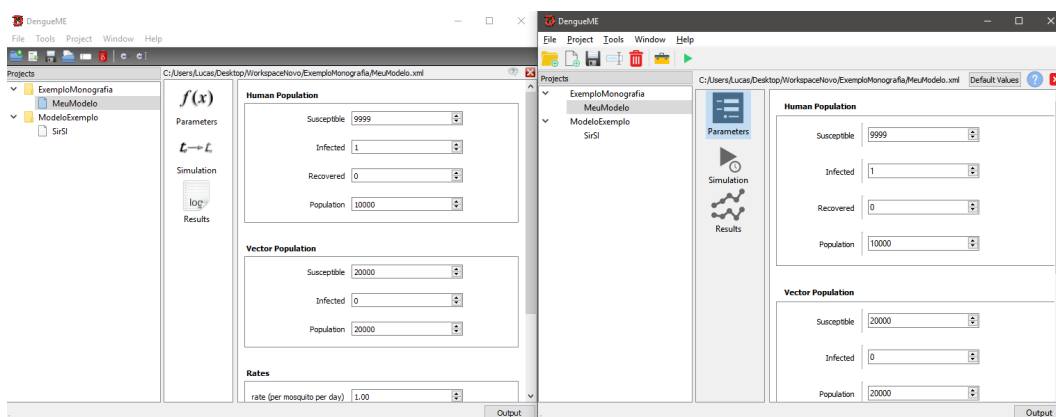 DengueME
File Tools Project Window Help
Projects
ExemploMonografia
MeuModelo
ModeloExemplo
SirSI
C:/Users/Lucas/Desktop/WorkspaceNovo/ExemploMonografia/MeuModelo.xml
f(x)
Parameters
Simulation
log
Results
Human Population
Susceptible 9999
Infected 1
Recovered 0
Population 10000
Vector Population
Susceptible 20000
Infected 0
Population 20000
Rates
rate (per mosquito per day) 1.00
Output
DengueME
File Project Tools Window Help
Projects
ExemploMonografia
MeuModelo
ModeloExemplo
SirSI
C:/Users/Lucas/Desktop/WorkspaceNovo/ExemploMonografia/MeuModelo.xml Default Values
Parameters
Simulation
Results
Human Population
Susceptible 9999
Infected 1
Recovered 0
Population 10000
Vector Population
Susceptible 20000
Infected 0
Population 20000
Output